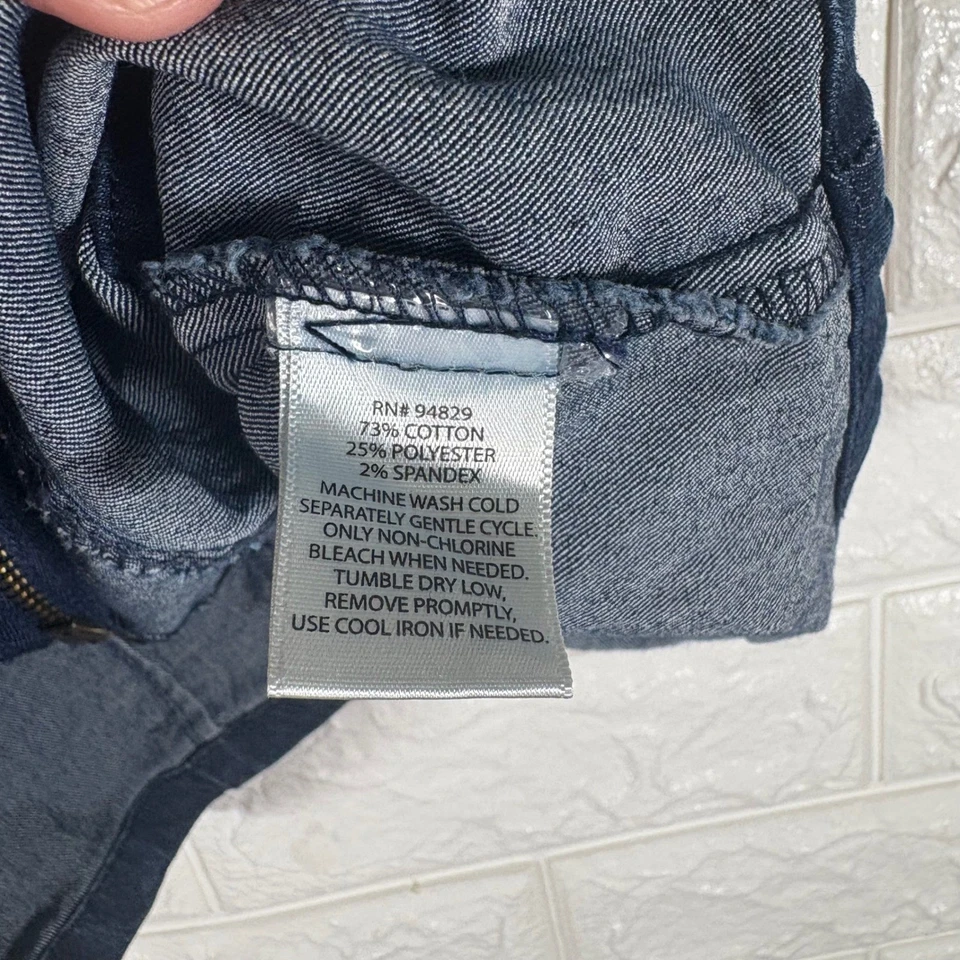 RN# 94829
73% COTTON
25% POLYESTER
2% SPANDEX
MACHINE WASH COLD
SEPARATELY GENTLE CYCLE.
ONLY NON-CHLORINE
BLEACH WHEN NEEDED.
TUMBLE DRY LOW,
REMOVE PROMPTLY,
USE COOL IRON IF NEEDED.